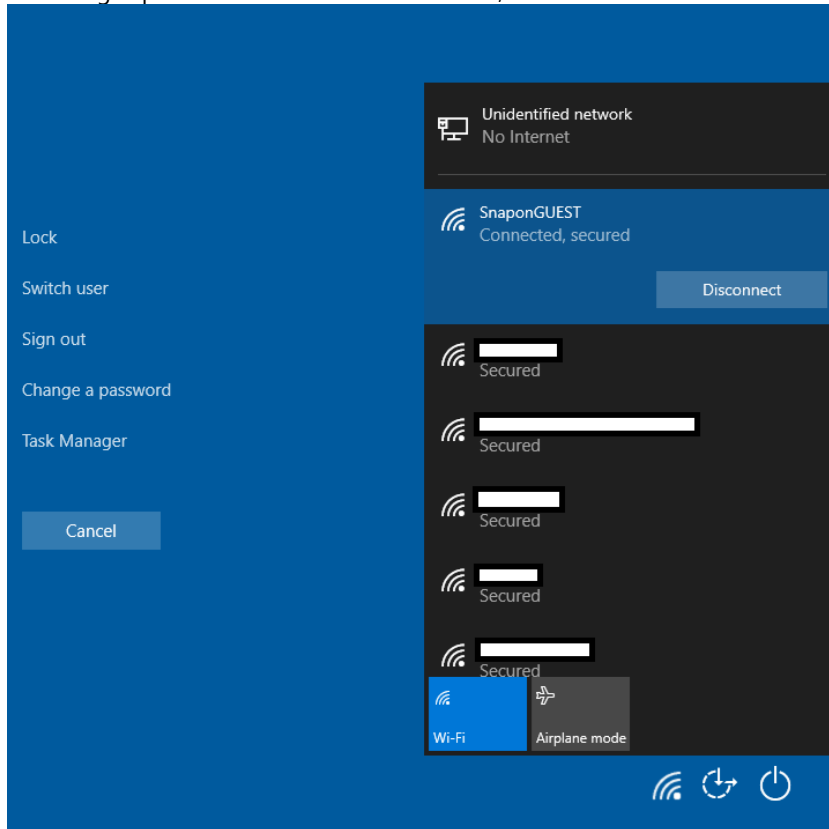 Lock
Switch user
Sign out
Change a password
Task Manager
Cancel
Unidentified network
No Internet
SnaponGUEST
Connected, secured
Disconnect
Secured
Secured
Secured
Secured
Secured
Wi-Fi
Airplane mode